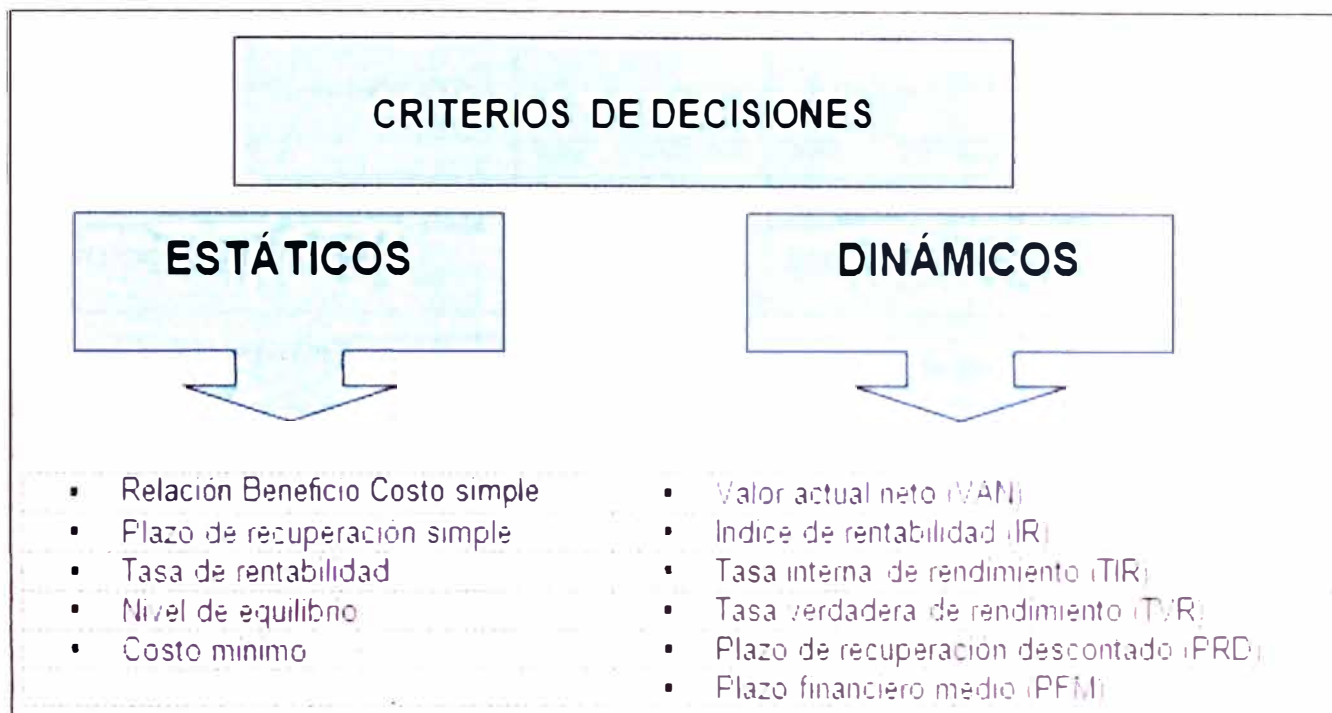 CRITERIOS DE DECISIONES
ESTÁTICOS
▪ Relación Beneficio Costo simple
▪ Plazo de recuperación simple
▪ Tasa de rentabilidad
▪ Nivel de equilibrio
▪ Costo mínimo
DINÁMICOS
▪ Valor actual neto (VAN)
▪ Indice de rentabilidad (IR)
▪ Tasa interna de rendimiento (TIR)
▪ Tasa verdadera de rendimiento (TVR)
▪ Plazo de recuperación descontado (PRD)
▪ Plazo financiero medio (PFM)